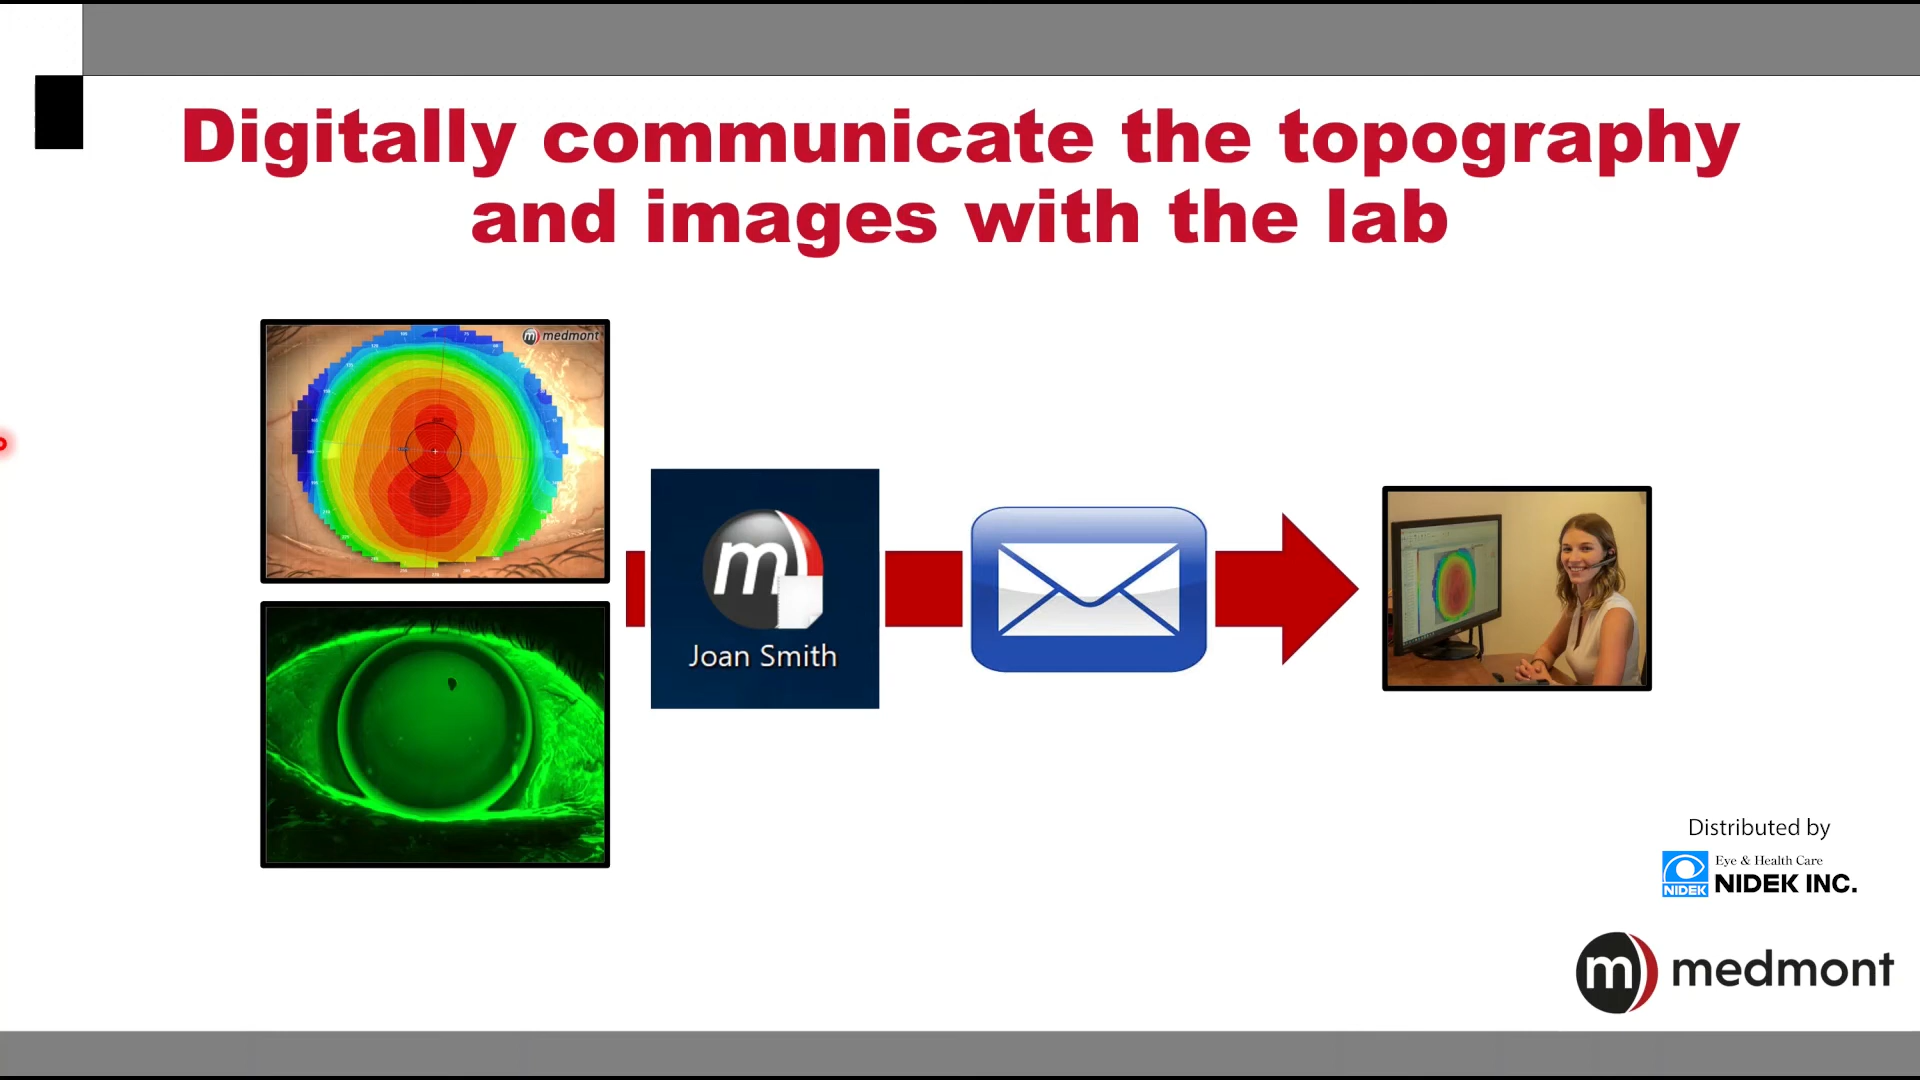 Digitally communicate the topography
and images with the lab
medmont
Joan Smith
Distributed by
Eye & Health Care
NIDEK INC.
NIDEK
medmont